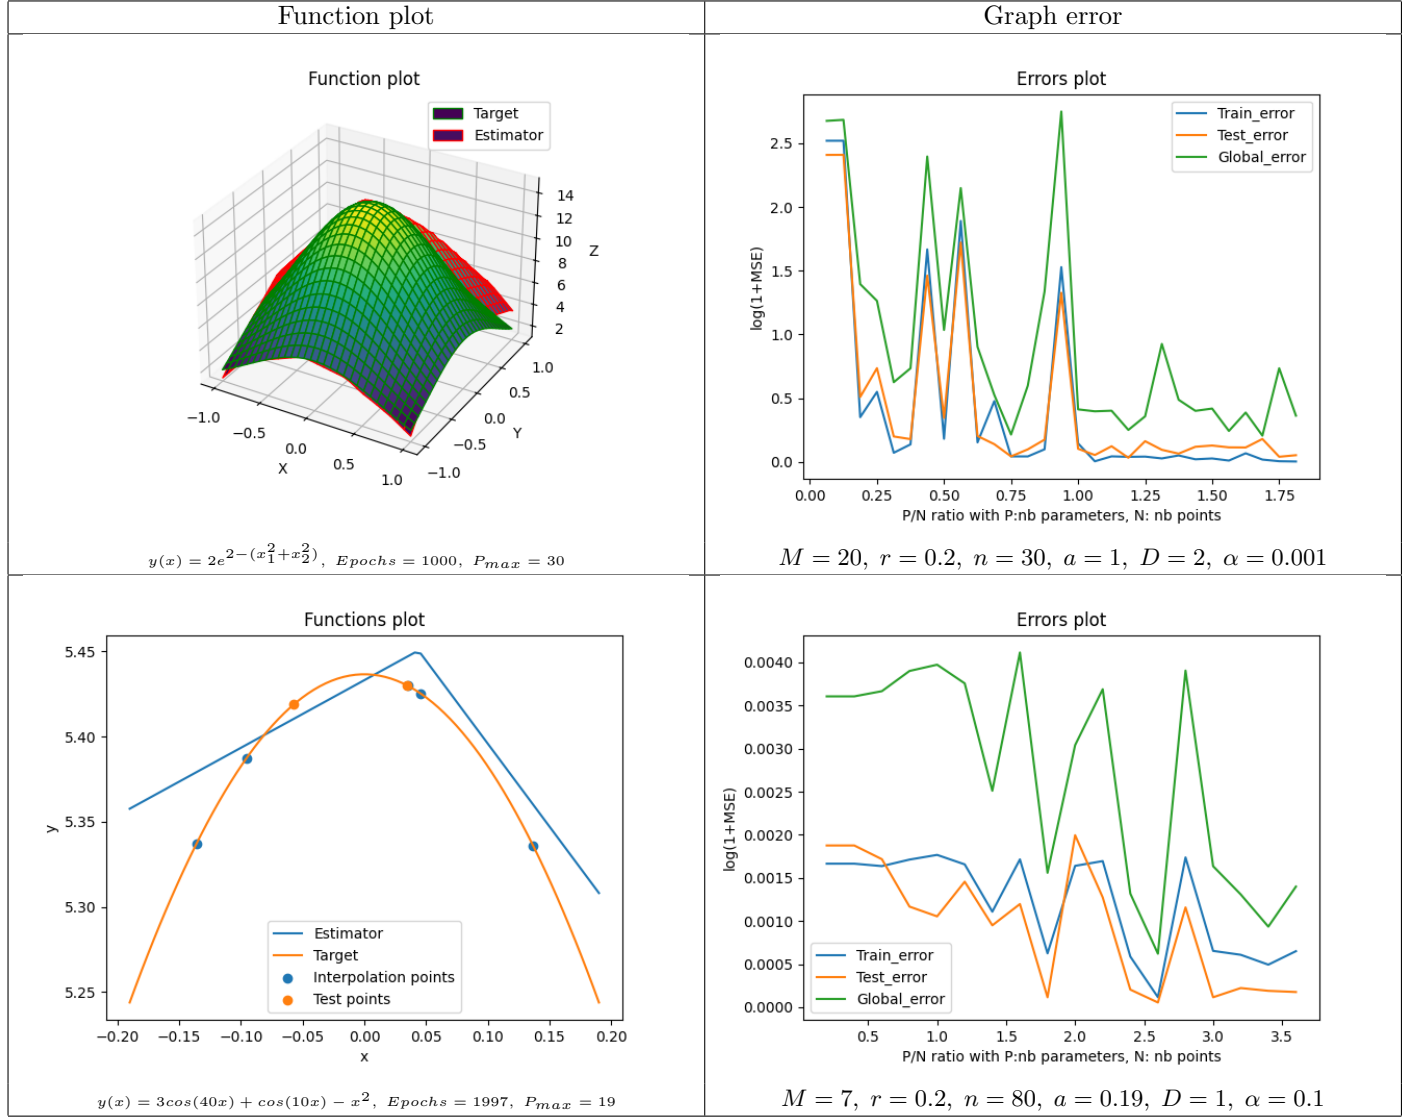 Function plot
Graph error
Function plot
Target
Estimator
14
12
10
8
6
4
2
Z
1.0
0.5
0.0
−0.5
−1.0
Y
−1.0
−0.5
0.0
0.5
1.0
X
y(x) = 2e^{2−(x_1^2+x_2^2)}, Epochs = 1000, P_{max} = 30
Errors plot
Train_error
Test_error
Global_error
2.5
2.0
1.5
1.0
0.5
0.0
log(1+MSE)
0.00 0.25 0.50 0.75 1.00 1.25 1.50 1.75
P/N ratio with P:nb parameters, N: nb points
M = 20, r = 0.2, n = 30, a = 1, D = 2, α = 0.001
Functions plot
5.45
5.40
5.35
5.30
5.25
y
Estimator
Target
Interpolation points
Test points
−0.20 −0.15 −0.10 −0.05 0.00 0.05 0.10 0.15 0.20
x
y(x) = 3cos(40x) + cos(10x) − x^2, Epochs = 1997, P_{max} = 19
Errors plot
0.0040
0.0035
0.0030
0.0025
0.0020
0.0015
0.0010
0.0005
0.0000
log(1+MSE)
Train_error
Test_error
Global_error
0.5 1.0 1.5 2.0 2.5 3.0 3.5
P/N ratio with P:nb parameters, N: nb points
M = 7, r = 0.2, n = 80, a = 0.19, D = 1, α = 0.1